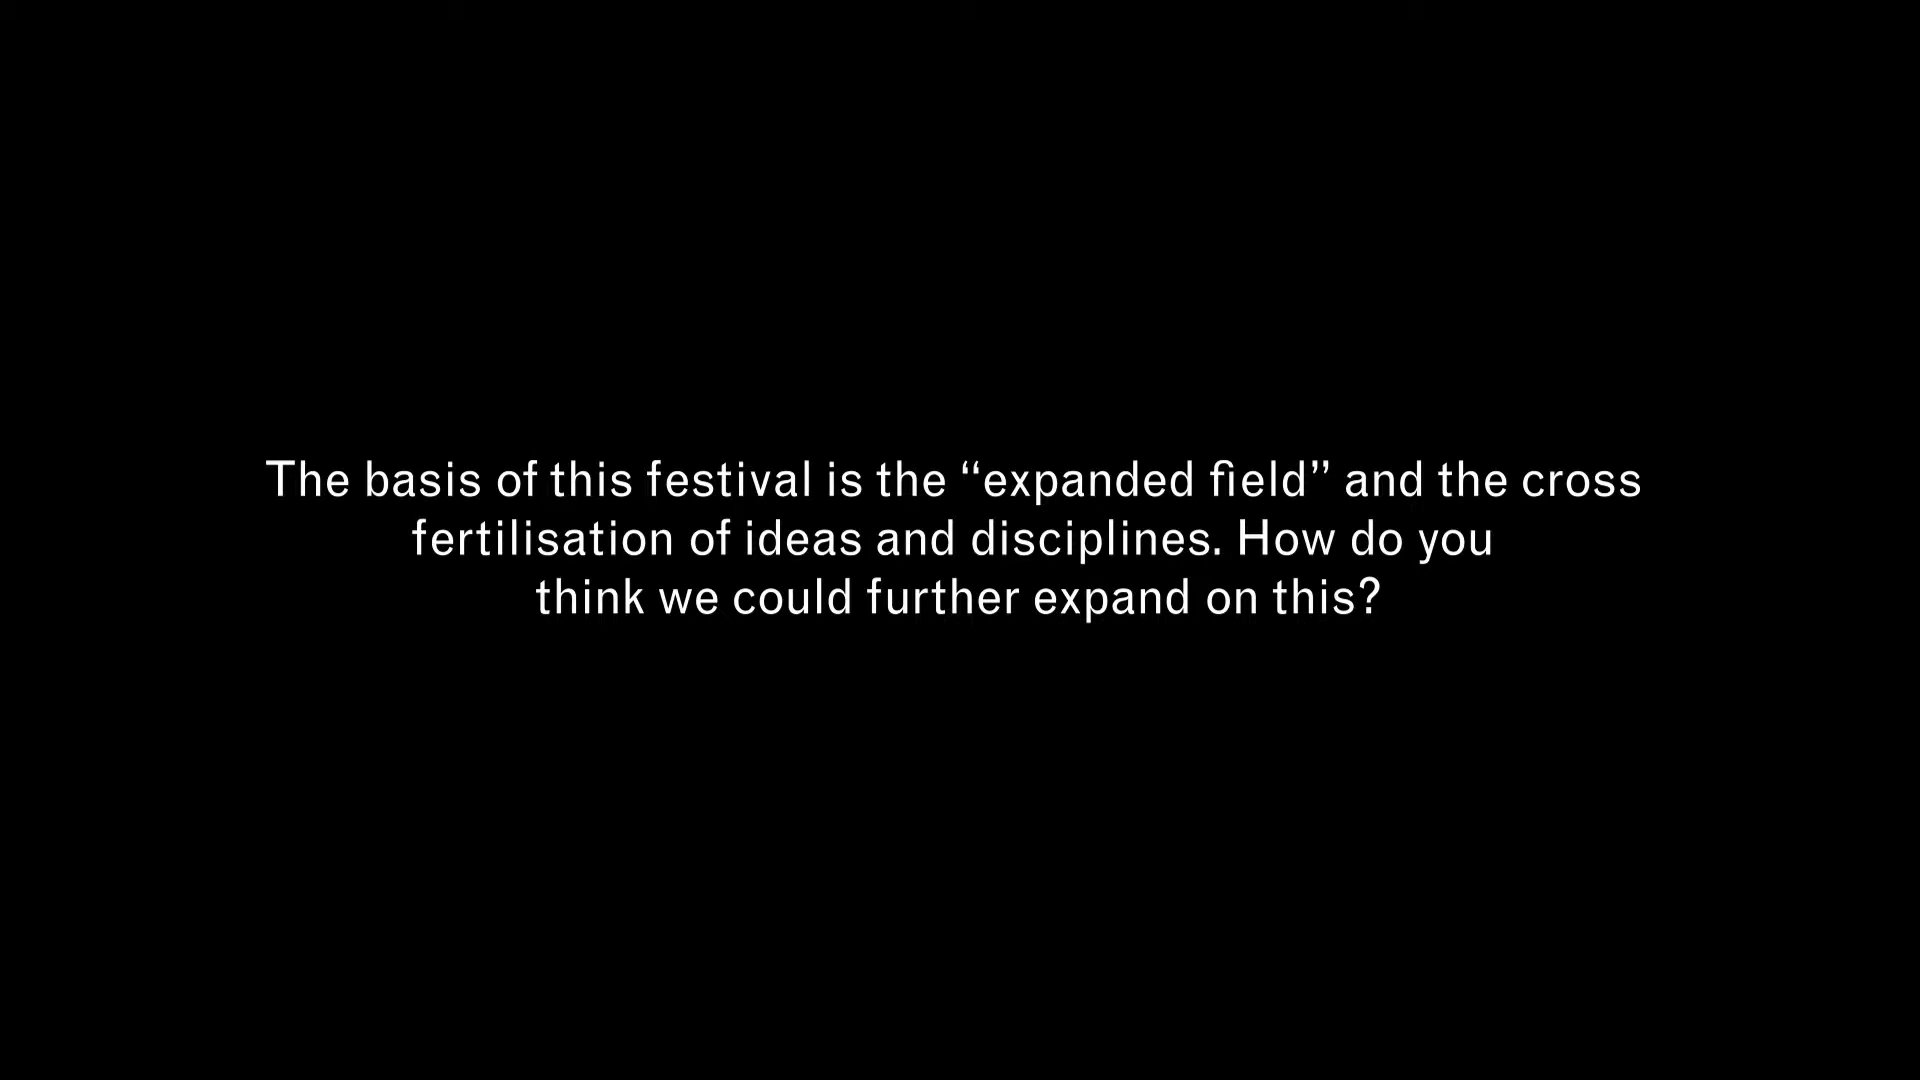 The basis of this festival is the “expanded field” and the cross
fertilisation of ideas and disciplines. How do you
think we could further expand on this?